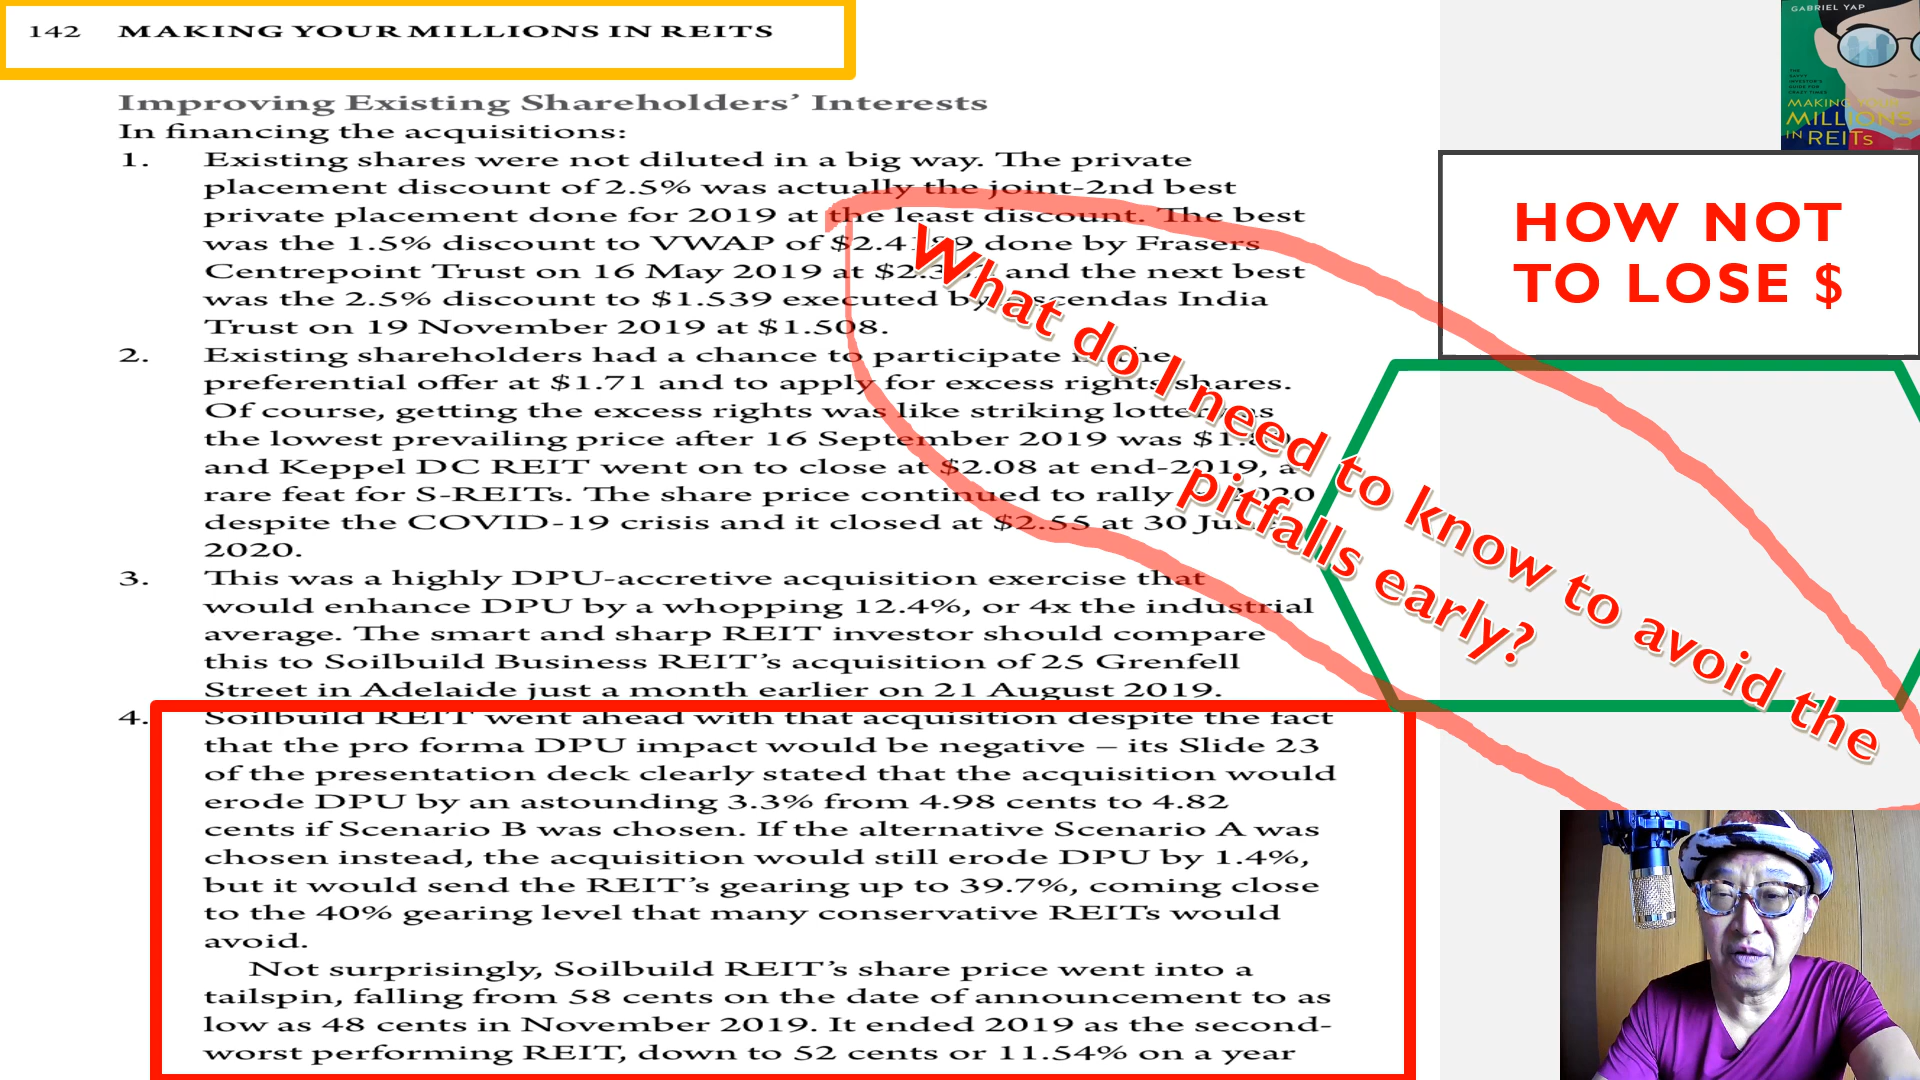 142 MAKING YOUR MILLIONS IN REITS
Improving Existing Shareholders’ Interests
In financing the acquisitions:
1. Existing shares were not diluted in a big way. The private
placement discount of 2.5% was actually the joint-2nd best
private placement done for 2019 at the least discount. The best
was the 1.5% discount to VWAP of done by Frasers
Centrepoint Trust on 16 May 2019 at and the next best
was the 2.5% discount to $1.539 executed by Ascendas India
Trust on 19 November 2019 at $1.508.
2. Existing shareholders had a chance to participate in the
preferential offer at $1.71 and to apply for excess rights shares.
Of course, getting the excess rights was like striking lottery as
the lowest prevailing price after 16 September 2019 was
and Keppel DC REIT went on to close at $2.08 at end-2019, a
rare feat for S-REITs. The share price continued to rally 2020
despite the COVID-19 crisis and it closed at $2.55 at 30 June
2020.
3. This was a highly DPU-accretive acquisition exercise that
would enhance DPU by a whopping 12.4%, or 4x the industrial
average. The smart and sharp REIT investor should compare
this to Soilbuild Business REIT’s acquisition of 25 Grenfell
Street in Adelaide just a month earlier on 21 August 2019.
4. Soilbuild REIT went ahead with that acquisition despite the fact
that the pro forma DPU impact would be negative – its Slide 23
of the presentation deck clearly stated that the acquisition would
erode DPU by an astounding 3.3% from 4.98 cents to 4.82
cents if Scenario B was chosen. If the alternative Scenario A was
chosen instead, the acquisition would still erode DPU by 1.4%,
but it would send the REIT’s gearing up to 39.7%, coming close
to the 40% gearing level that many conservative REITs would
avoid.
Not surprisingly, Soilbuild REIT’s share price went into a
tailspin, falling from 58 cents on the date of announcement to as
low as 48 cents in November 2019. It ended 2019 as the second-
worst performing REIT, down to 52 cents or 11.54% on a year
What do I need to know to avoid the
pitfalls early?
GABRIEL YAP
MAKING YOUR
MILLIONS
IN REITs
HOW NOT
TO LOSE $